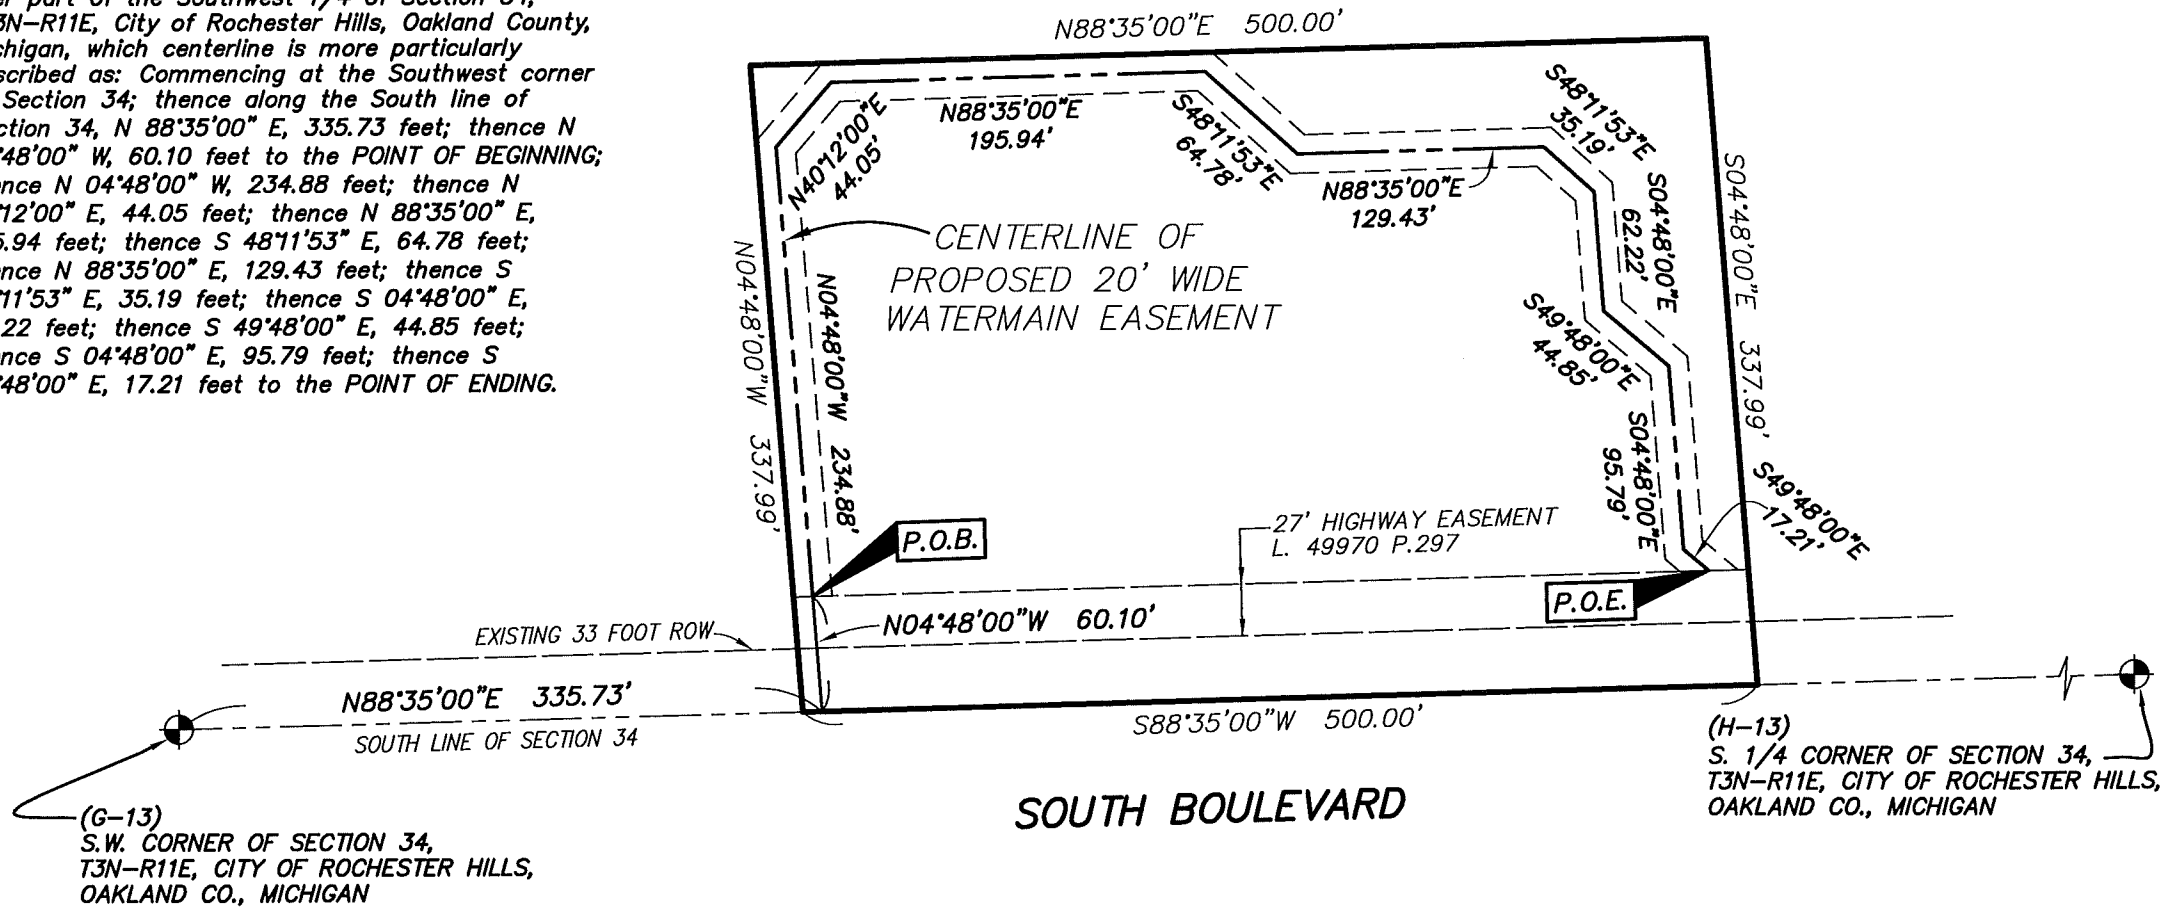 part of the Southwest 1/4 of Section 34,
3N–R11E, City of Rochester Hills, Oakland County,
chigan, which centerline is more particularly
scribed as: Commencing at the Southwest corner
Section 34; thence along the South line of
ction 34, N 88°35'00" E, 335.73 feet; thence N
°48'00" W, 60.10 feet to the POINT OF BEGINNING;
nce N 04°48'00" W, 234.88 feet; thence N
°12'00" E, 44.05 feet; thence N 88°35'00" E,
5.94 feet; thence S 48°11'53" E, 64.78 feet;
nce N 88°35'00" E, 129.43 feet; thence S
°11'53" E, 35.19 feet; thence S 04°48'00" E,
.22 feet; thence S 49°48'00" E, 44.85 feet;
nce S 04°48'00" E, 95.79 feet; thence S
°48'00" E, 17.21 feet to the POINT OF ENDING.
N88°35'00"E 500.00'
N40°12'00"E
44.05'
N88°35'00"E
195.94'
S48°11'53"E
64.78'
N88°35'00"E
129.43'
S48°11'53"E
35.19'
S04°48'00"E
62.22'
S04°48'00"E 337.99'
CENTERLINE OF
PROPOSED 20' WIDE
WATERMAIN EASEMENT
N04°48'00"W 337.99'
N04°48'00"W 234.88'
S49°48'00"E
44.85'
S04°48'00"E
95.79'
S49°48'00"E
17.21'
27' HIGHWAY EASEMENT
L. 49970 P.297
P.O.B.
P.O.E.
N04°48'00"W 60.10'
EXISTING 33 FOOT ROW
N88°35'00"E 335.73'
SOUTH LINE OF SECTION 34
S88°35'00"W 500.00'
(H–13)
S. 1/4 CORNER OF SECTION 34,
T3N–R11E, CITY OF ROCHESTER HILLS,
OAKLAND CO., MICHIGAN
SOUTH BOULEVARD
(G–13)
S.W. CORNER OF SECTION 34,
T3N–R11E, CITY OF ROCHESTER HILLS,
OAKLAND CO., MICHIGAN